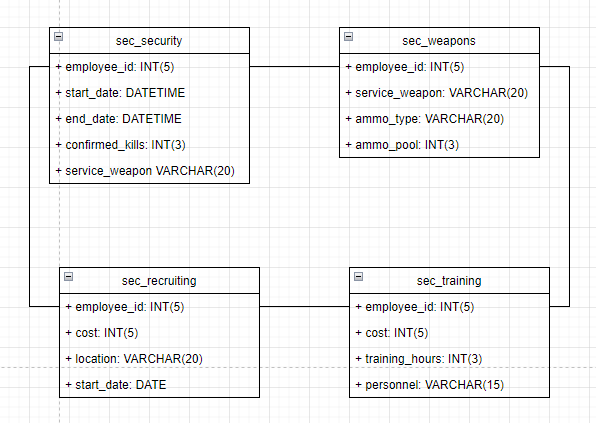 sec_security
+ employee_id: INT(5)
+ start_date: DATETIME
+ end_date: DATETIME
+ confirmed_kills: INT(3)
+ service_weapon VARCHAR(20)
sec_weapons
+ employee_id: INT(5)
+ service_weapon: VARCHAR(20)
+ ammo_type: VARCHAR(20)
+ ammo_pool: INT(3)
sec_recruiting
+ employee_id: INT(5)
+ cost: INT(5)
+ location: VARCHAR(20)
+ start_date: DATE
sec_training
+ employee_id: INT(5)
+ cost: INT(5)
+ training_hours: INT(3)
+ personnel: VARCHAR(15)